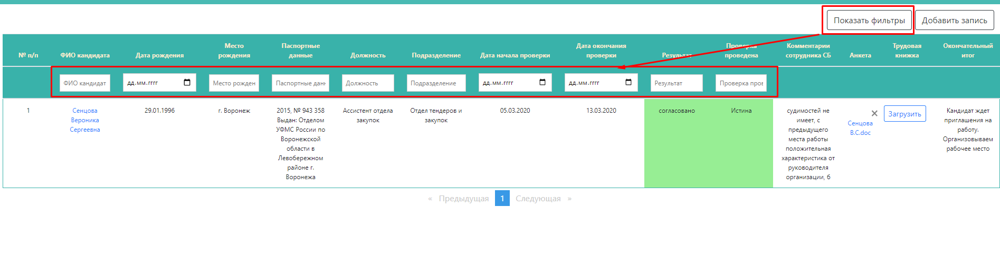 Показать фильтры
Добавить запись
№ п/п
ФИО кандидата
Дата рождения
Место
рождения
Паспортные
данные
Должность
Подразделение
Дата начала проверки
Дата окончания
проверки
Результат
Проверка
проведена
Комментарии
сотрудника СБ
Анкета
Трудовая
книжка
Окончательный
итог
ФИО кандидат
дд.мм.гггг
Место рожден
Паспортные дан
Должность
Подразделение
дд.мм.гггг
дд.мм.гггг
Результат
Проверка пров
1
Сенцова
Вероника
Сергеевна
29.01.1996
г. Воронеж
2015, № 943 358
Выдан: Отделом
УФМС России по
Воронежской
области в
Левобережном
районе г.
Воронежа
Ассистент отдела
закупок
Отдел тендеров и
закупок
05.03.2020
13.03.2020
согласовано
Истина
судимостей не
имеет, с
предыдущего
места работы
положительная
характеристика от
руководителя
организации, б
×
Сенцова
В.С.doc
Загрузить
Кандидат ждет
приглашения на
работу.
Организовываем
рабочее место
« Предыдущая 1 Следующая »